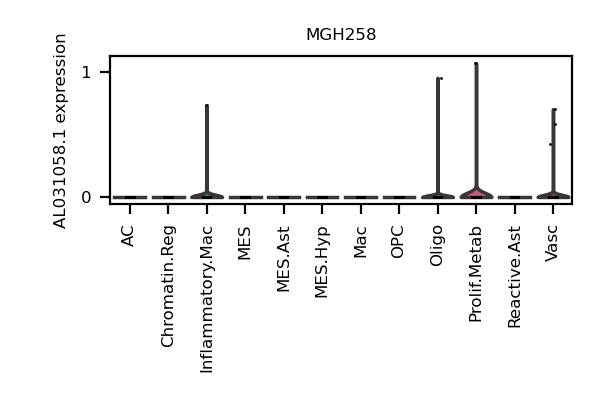 MGH258
AL031058.1 expression
1
0
AC
Chromatin.Reg
Inflammatory.Mac
MES
MES.Ast
MES.Hyp
Mac
OPC
Oligo
Prolif.Metab
Reactive.Ast
Vasc